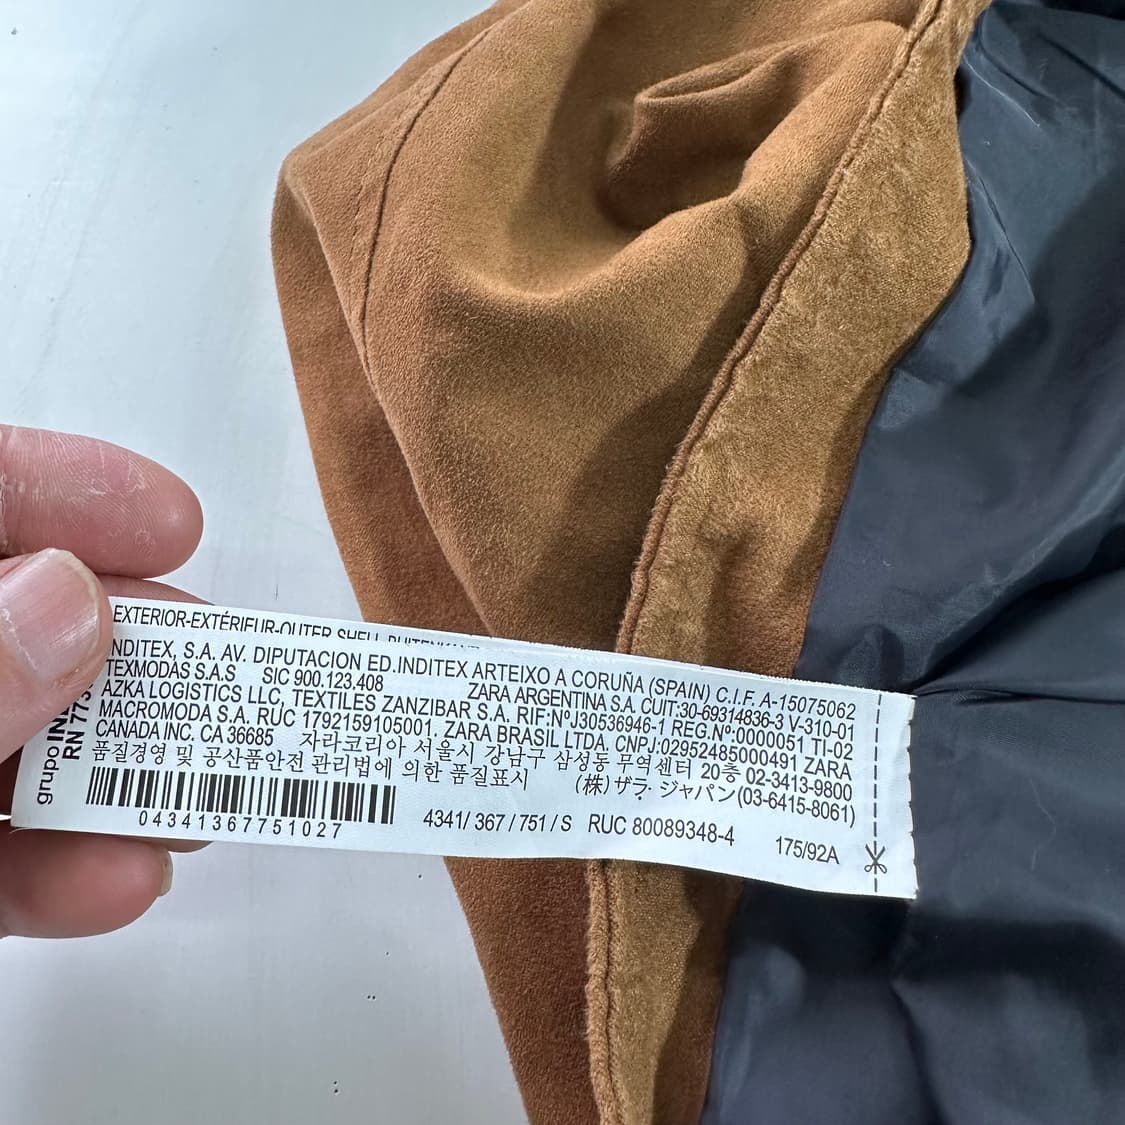 EXTERIOR-EXTÉRIEUR-OUTER SHELL
INDITEX, S.A. AV. DIPUTACION ED.INDITEX ARTEIXO A CORUÑA (SPAIN) C.I.F. A-15075062
TEXMODAS S.A.S SIC 900.123.408 ZARA ARGENTINA S.A. CUIT:30-69314836-3 V-310-01
AZKA LOGISTICS LLC, TEXTILES ZANZIBAR S.A. RIF:NºJ30536946-1 REG.Nº:0000051 TI-02
MACROMODA S.A. RUC 1792159105001. ZARA BRASIL LTDA. CNPJ:02952485000491 ZARA
CANADA INC. CA 36685 자라코리아 서울시 강남구 삼성동 무역센터 20층 02-3413-9800
품질경영 및 공산품안전 관리법에 의한 품질표시 (株)ザラ・ジャパン(03-6415-8061)
04341367751027
4341/ 367 / 751 / S RUC 80089348-4 175/92A
grupo
RN